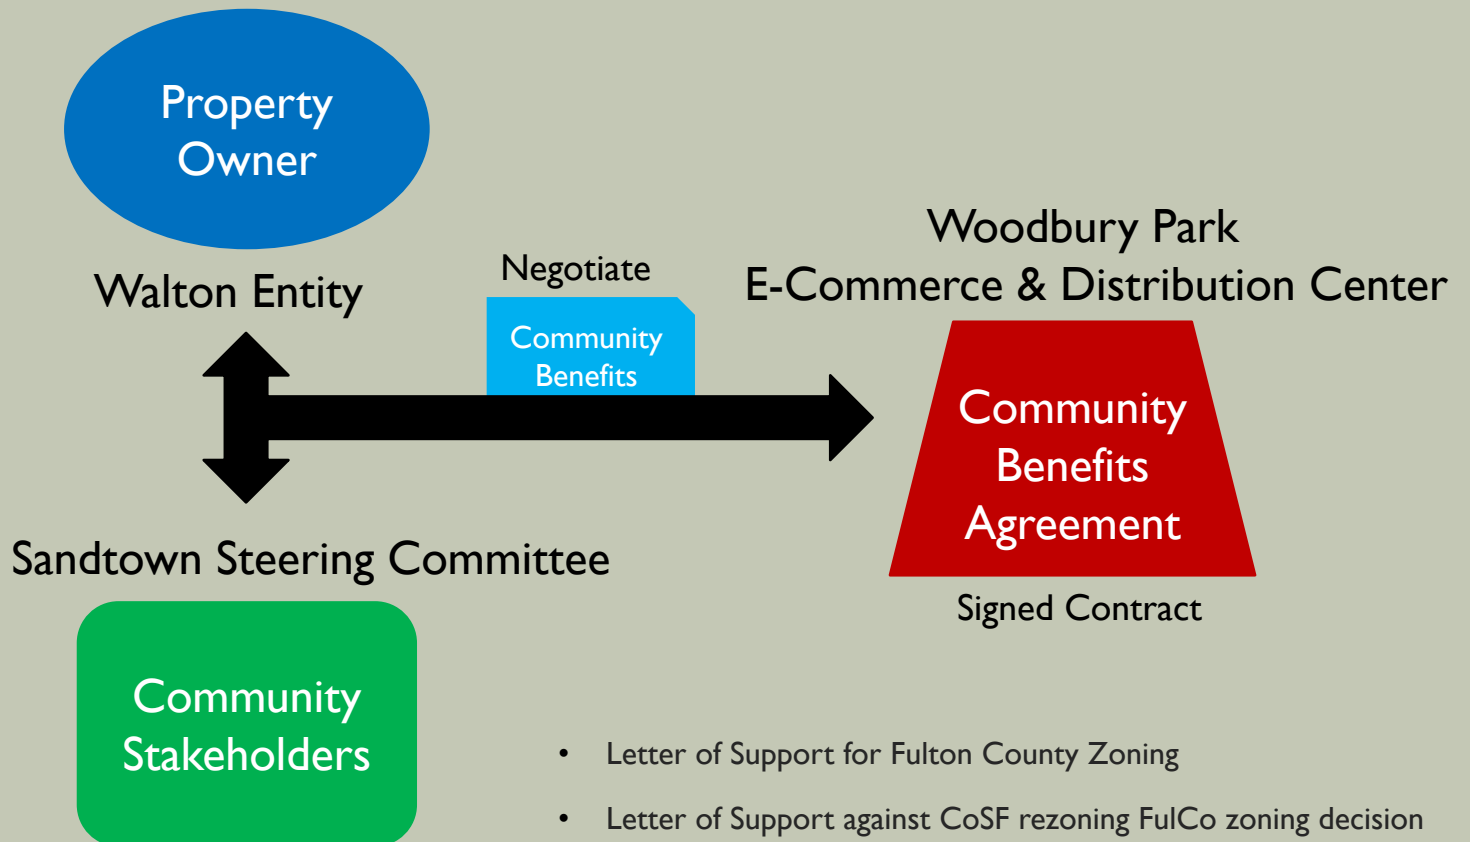 Property
Owner
Walton Entity
Negotiate
Community
Benefits
Woodbury Park
E-Commerce & Distribution Center
Community
Benefits
Agreement
Signed Contract
Sandtown Steering Committee
Community
Stakeholders
• Letter of Support for Fulton County Zoning
• Letter of Support against CoSF rezoning FulCo zoning decision